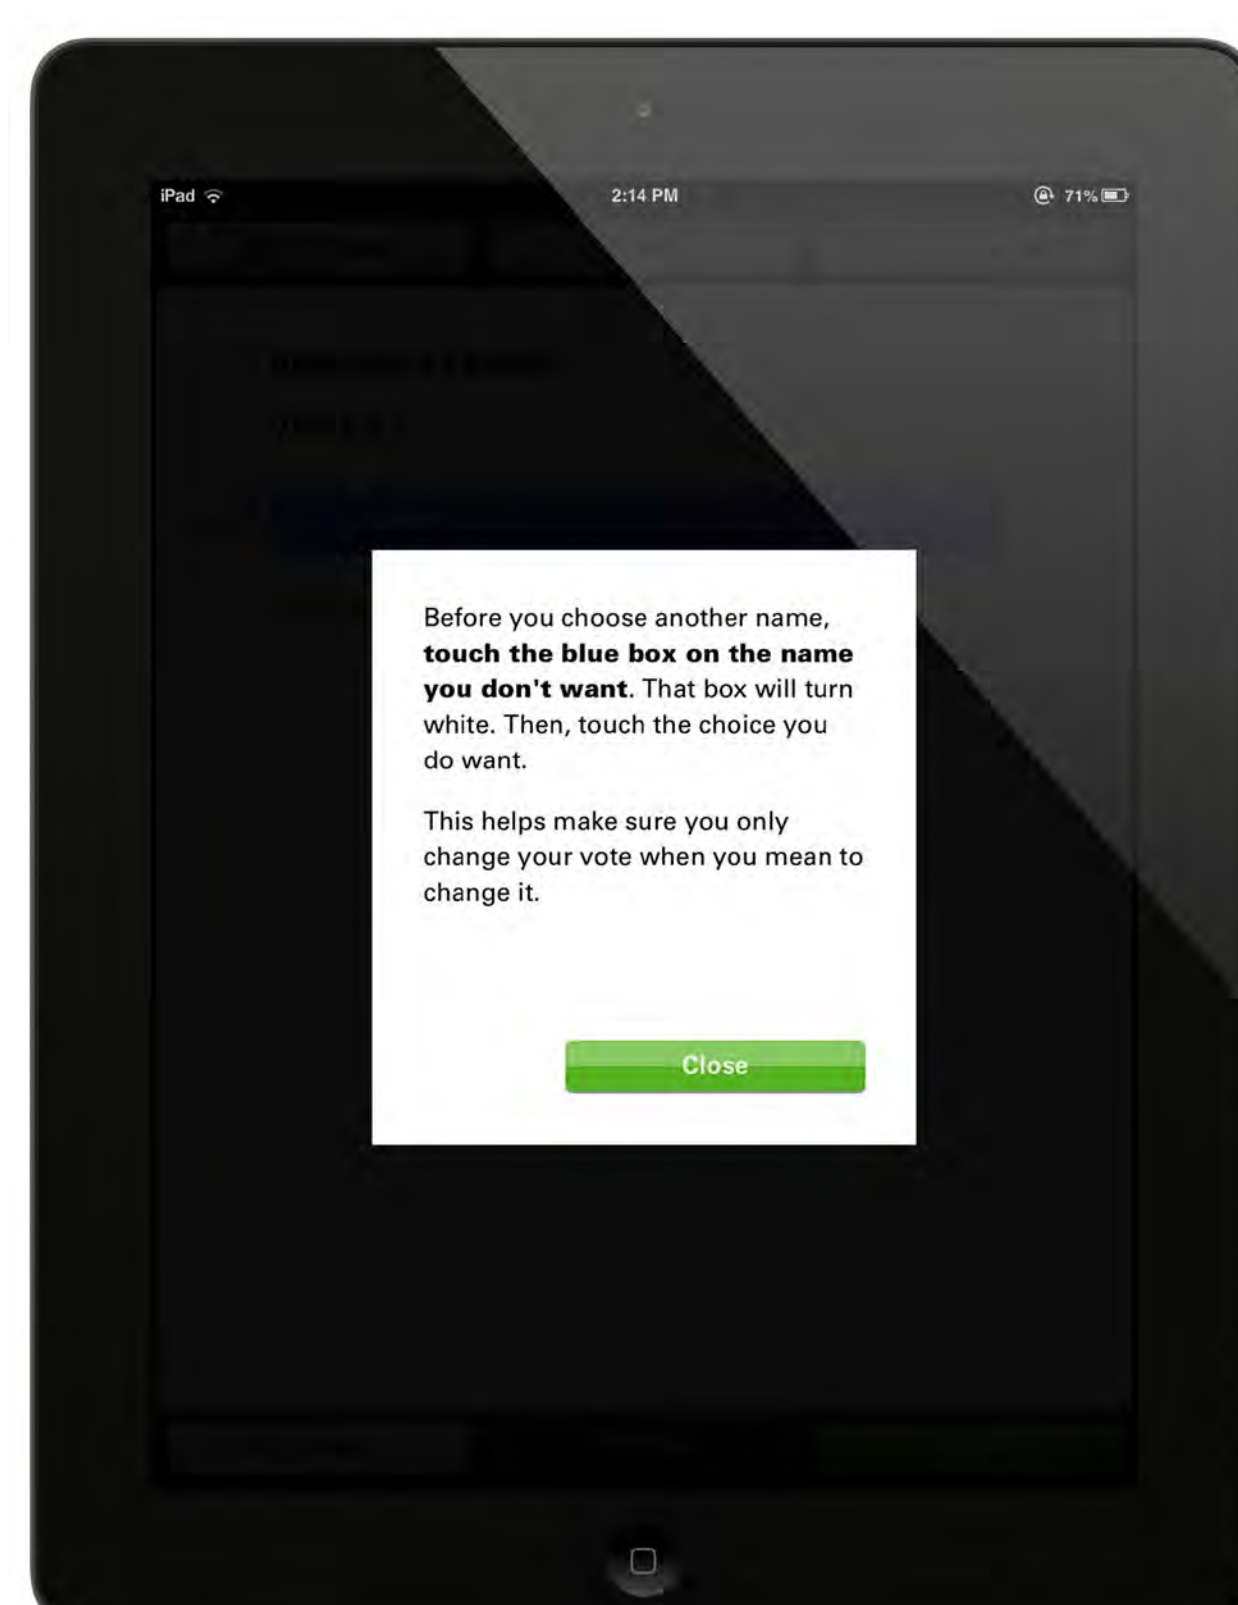 iPad 2:14 PM 71%
Before you choose another name,
touch the blue box on the name
you don't want. That box will turn
white. Then, touch the choice you
do want.
This helps make sure you only
change your vote when you mean to
change it.
Close